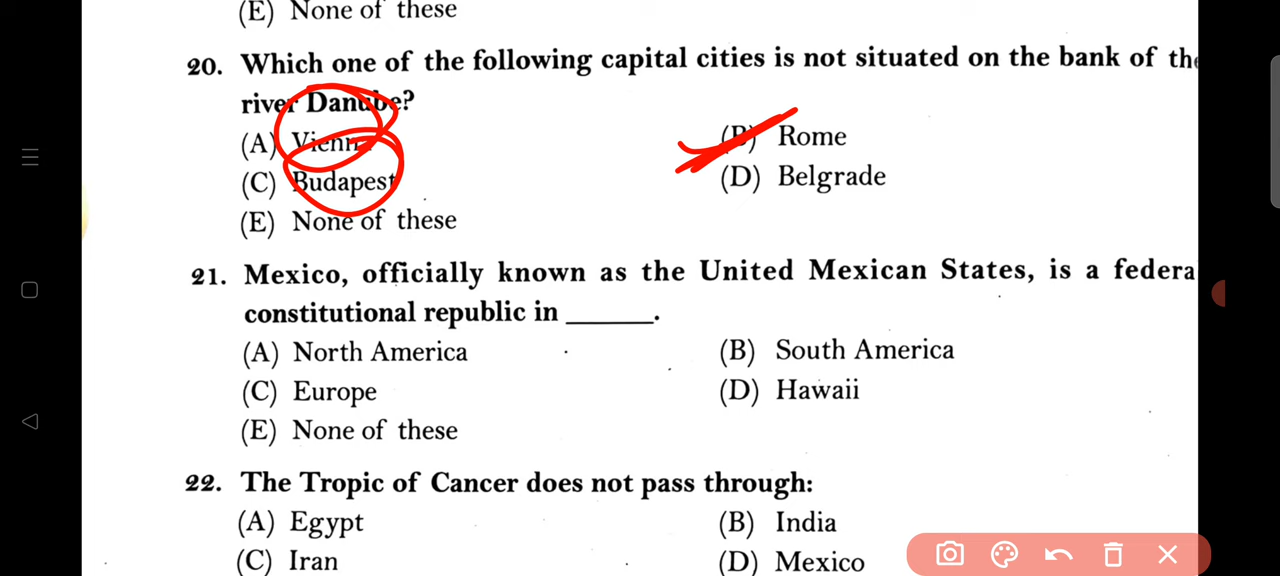 (E) None of these
20. Which one of the following capital cities is not situated on the bank of the
river Danube?
(A) Vienna
(B) Rome
(C) Budapest
(D) Belgrade
(E) None of these
21. Mexico, officially known as the United Mexican States, is a federa
constitutional republic in ______.
(A) North America
(B) South America
(C) Europe
(D) Hawaii
(E) None of these
22. The Tropic of Cancer does not pass through:
(A) Egypt
(B) India
(C) Iran
(D) Mexico